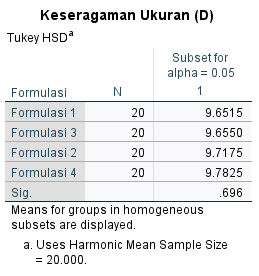 Keseragaman Ukuran (D)
Tukey HSDa
Subset for
alpha = 0.05
Formulasi N 1
Formulasi 1 20 9.6515
Formulasi 3 20 9.6550
Formulasi 2 20 9.7175
Formulasi 4 20 9.7825
Sig. .696
Means for groups in homogeneous
subsets are displayed.
a. Uses Harmonic Mean Sample Size
= 20.000.